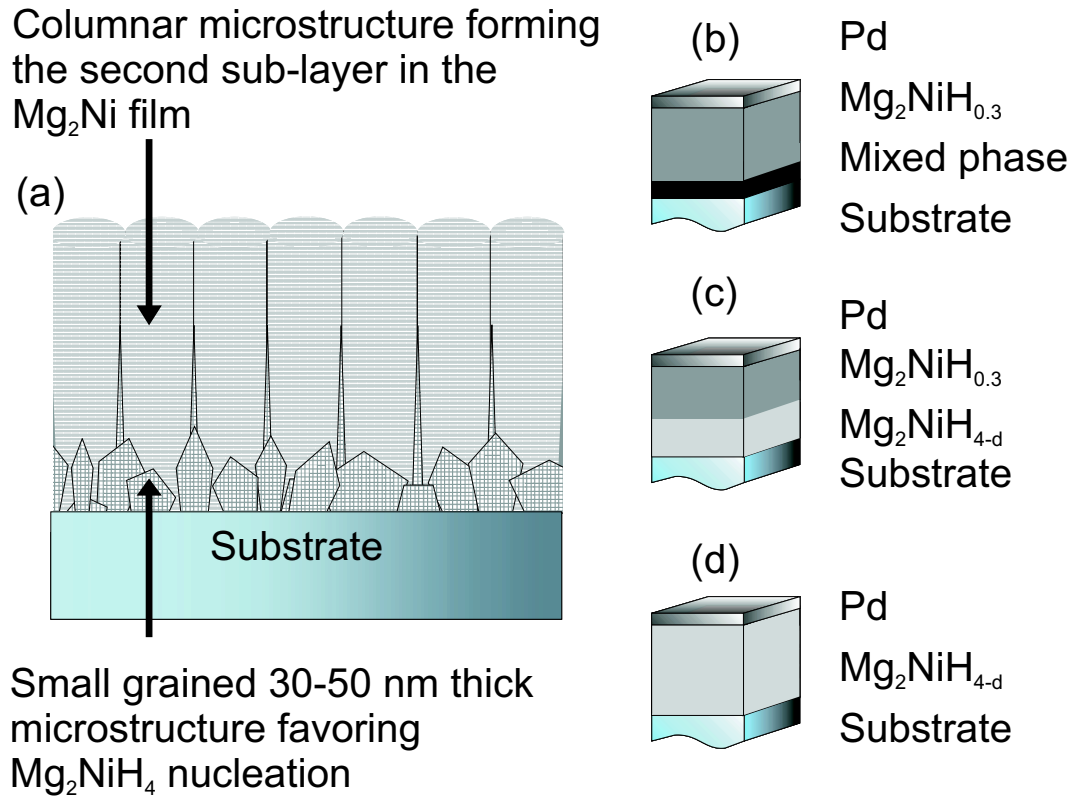 Columnar microstructure forming
the second sub-layer in the
Mg₂Ni film
(a)
Substrate
Small grained 30-50 nm thick
microstructure favoring
Mg₂NiH₄ nucleation
(b)
Pd
Mg₂NiH₀.₃
Mixed phase
Substrate
(c)
Pd
Mg₂NiH₀.₃
Mg₂NiH₄₋d
Substrate
(d)
Pd
Mg₂NiH₄₋d
Substrate